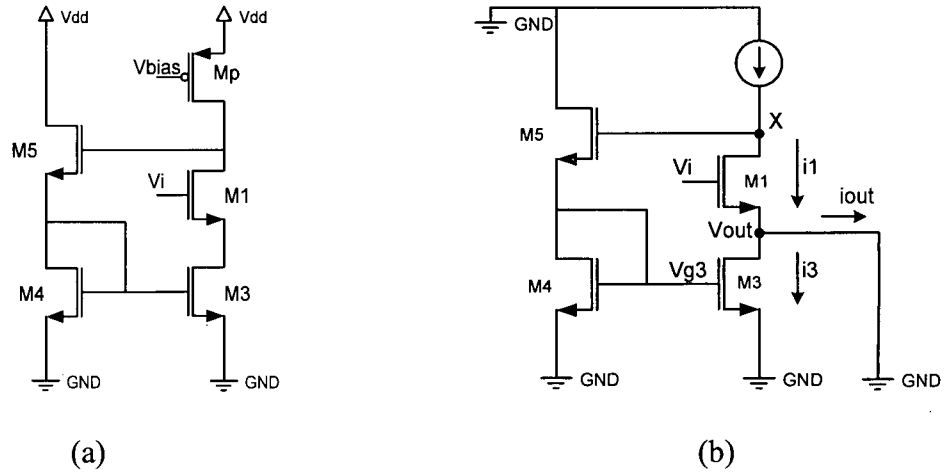 Vdd
Vdd
Vbias
Mp
M5
Vi
M1
M4
M3
GND
GND
(a)
GND
X
M5
Vi
M1
i1
iout
Vout
Vg3
M4
M3
i3
GND
GND
GND
(b)